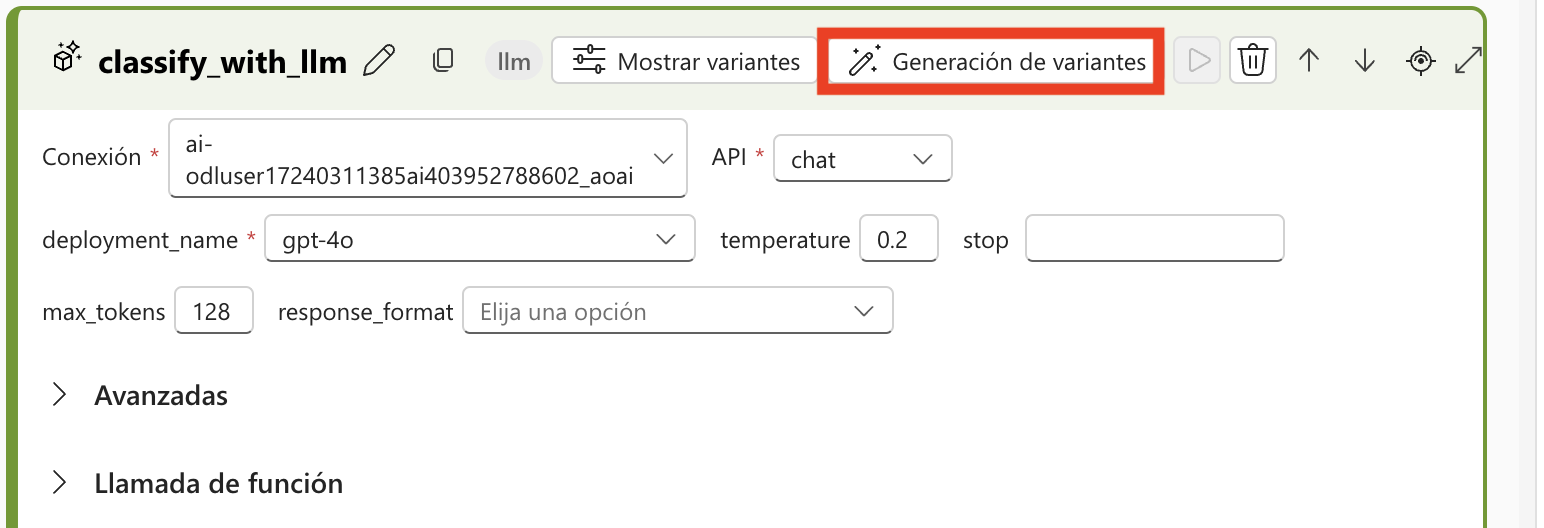 classify_with_llm llm Mostrar variantes Generación de variantes
Conexión * ai-
odluser17240311385ai403952788602_aoai API * chat
deployment_name * gpt-4o temperature 0.2 stop
max_tokens 128 response_format Elija una opción
Avanzadas
Llamada de función